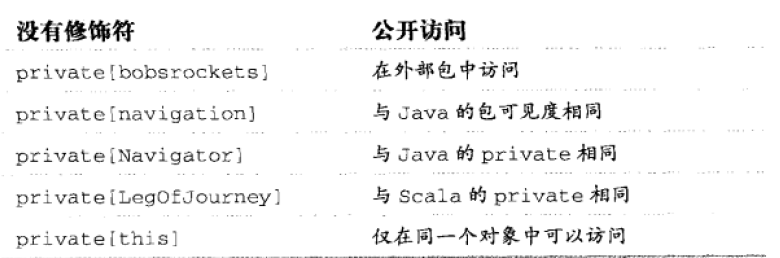 没有修饰符 公开访问
private[bobsrockets] 在外部包中访问
private[navigation] 与 Java 的包可见度相同
private[Navigator] 与 Java 的 private 相同
private[LegOfJourney] 与 Scala 的 private 相同
private[this] 仅在同一个对象中可以访问